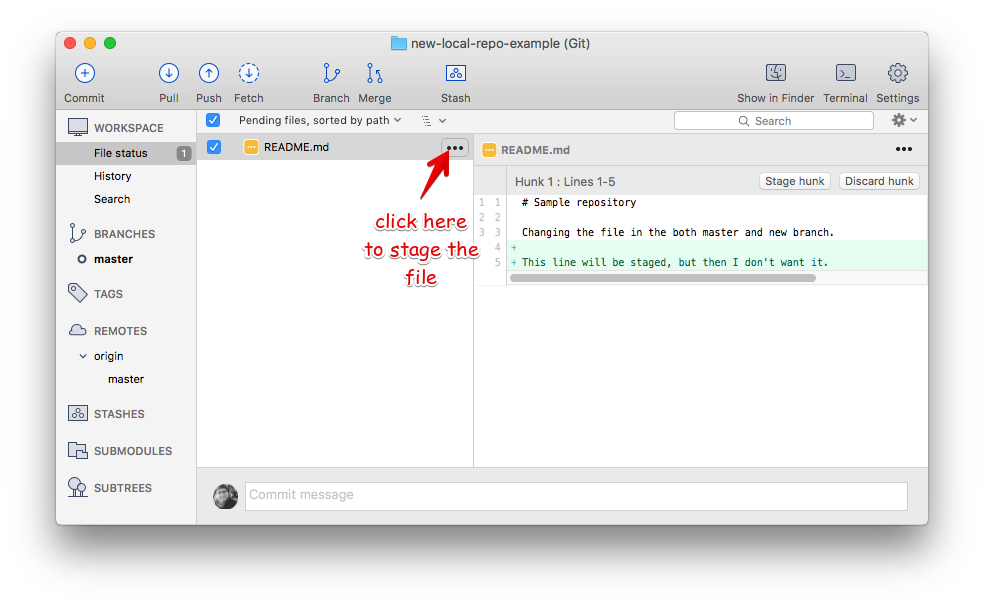 new-local-repo-example (Git)
Commit Pull Push Fetch Branch Merge Stash Show in Finder Terminal Settings
WORKSPACE
File status 1
History
Search
BRANCHES
master
TAGS
REMOTES
origin
master
STASHES
SUBMODULES
SUBTREES
Pending files, sorted by path
Search
README.md
click here
to stage the
file
README.md
Hunk 1 : Lines 1-5 Stage hunk Discard hunk
1 1 # Sample repository
2 2
3 3 Changing the file in the both master and new branch.
4 +
5 + This line will be staged, but then I don't want it.
Commit message